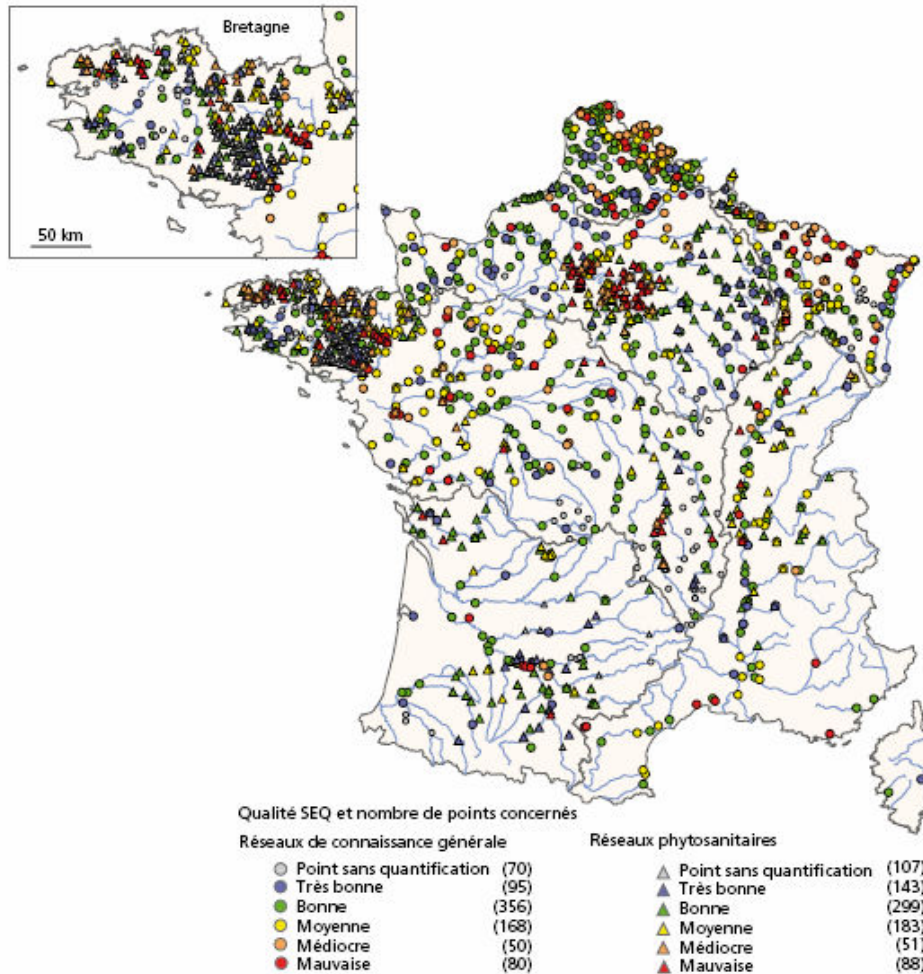 Bretagne
50 km
Qualité SEQ et nombre de points concernés
Réseaux de connaissance générale
Point sans quantification (70)
Très bonne (95)
Bonne (356)
Moyenne (168)
Médiocre (50)
Mauvaise (80)
Réseaux phytosanitaires
Point sans quantification (107)
Très bonne (143)
Bonne (299)
Moyenne (183)
Médiocre (51)
Mauvaise (88)